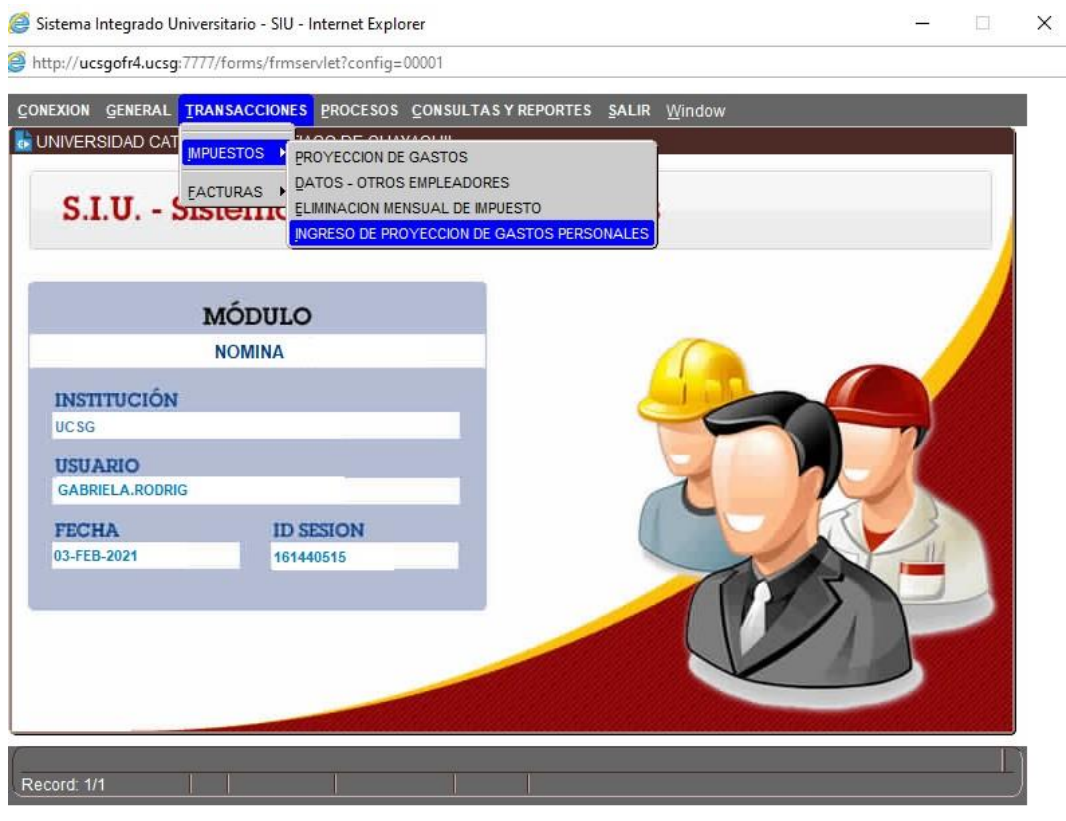 Sistema Integrado Universitario - SIU - Internet Explorer
http://ucsgofr4.ucsg:7777/forms/frmservlet?config=00001
CONEXION GENERAL TRANSACCIONES PROCESOS CONSULTAS Y REPORTES SALIR Window
UNIVERSIDAD CAT
IMPUESTOS
PROYECCION DE GASTOS
FACTURAS
DATOS - OTROS EMPLEADORES
ELIMINACION MENSUAL DE IMPUESTO
INGRESO DE PROYECCION DE GASTOS PERSONALES
S.I.U. - Sistema
MÓDULO
NOMINA
INSTITUCIÓN
UCSG
USUARIO
GABRIELA.RODRIG
FECHA ID SESION
03-FEB-2021 161440515
Record: 1/1